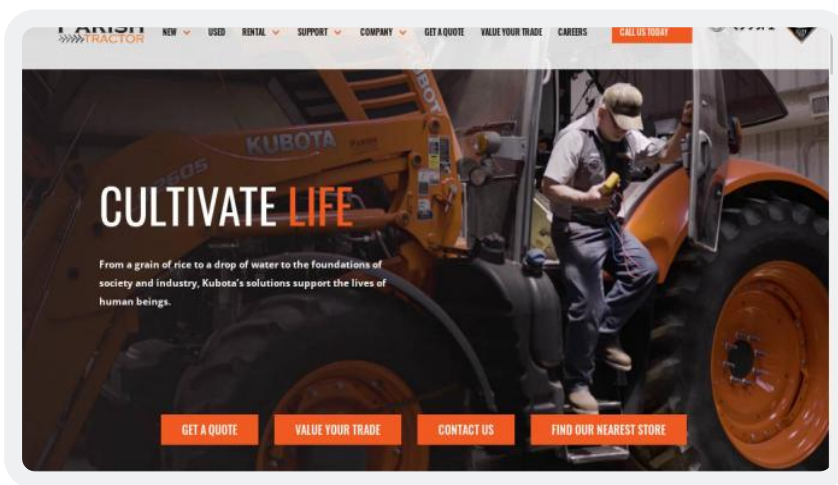 PARISH
TRACTOR
NEW
USED
RENTAL
SUPPORT
COMPANY
GET A QUOTE
VALUE YOUR TRADE
CAREERS
CALL US TODAY
KUBOTA
CULTIVATE LIFE
From a grain of rice to a drop of water to the foundations of
society and industry, Kubota's solutions support the lives of
human beings.
GET A QUOTE
VALUE YOUR TRADE
CONTACT US
FIND OUR NEAREST STORE